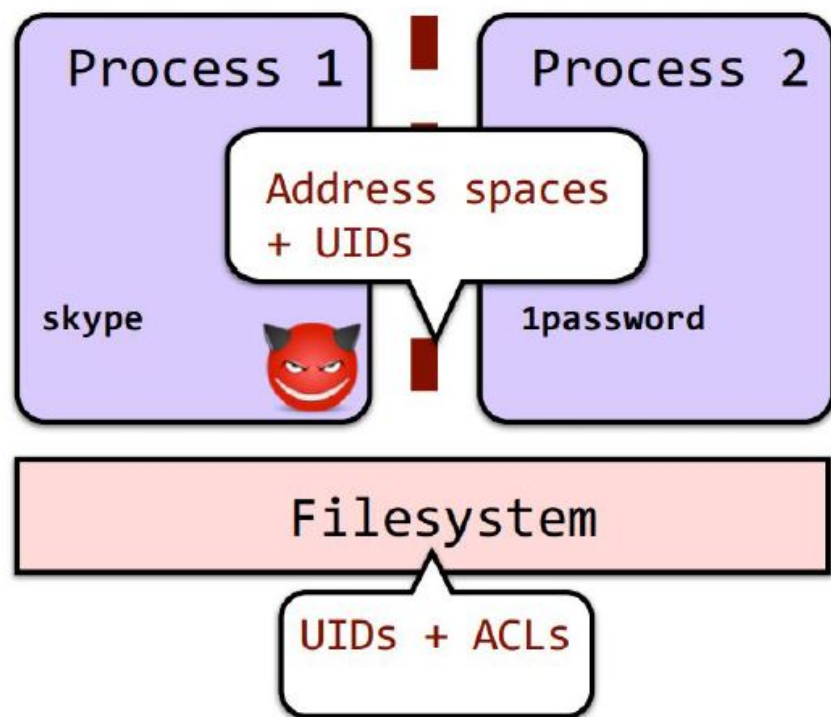 Process 1
Process 2
Address spaces
+ UIDs
skype
1password
Filesystem
UIDs + ACLs